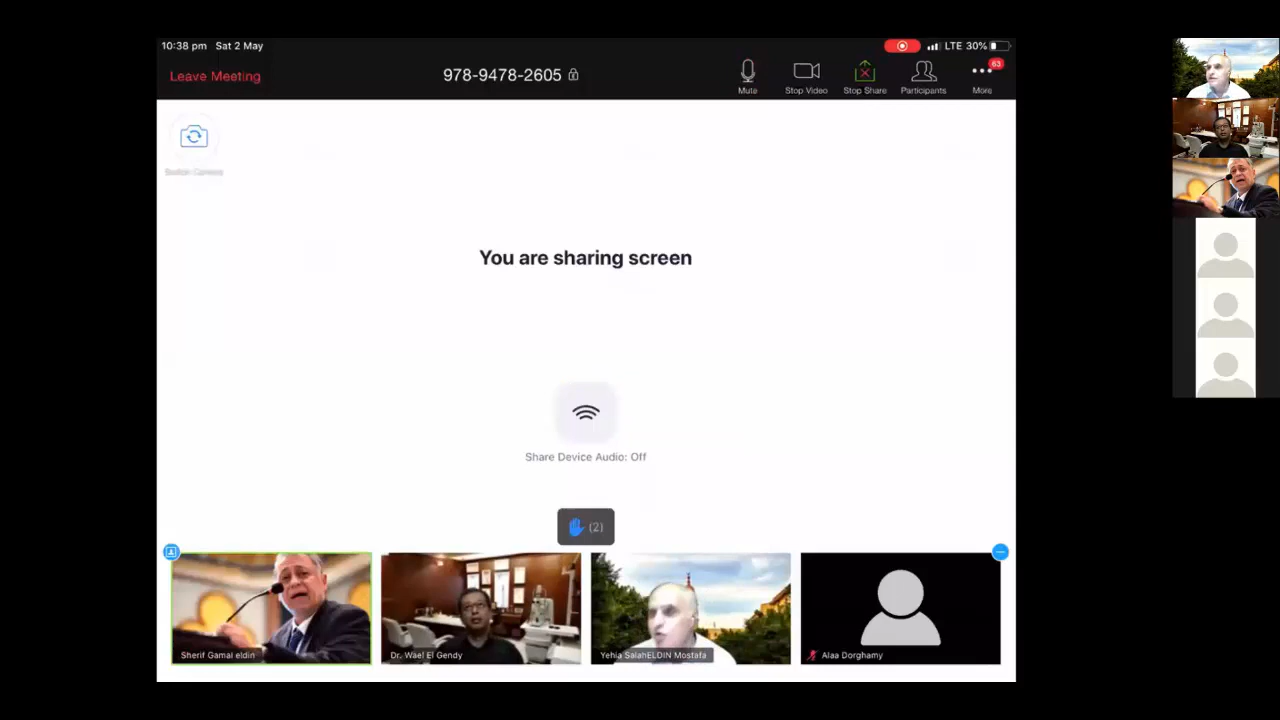 10:38 pm Sat 2 May
LTE 30%
Leave Meeting
978-9478-2605
63
Mute
Stop Video
Stop Share
Participants
More
Switch Camera
You are sharing screen
Share Device Audio: Off
(2)
Sherif Gamal eldin
Dr. Wael El Gendy
Yehia SalahELDIN Mostafa
Alaa Dorghamy